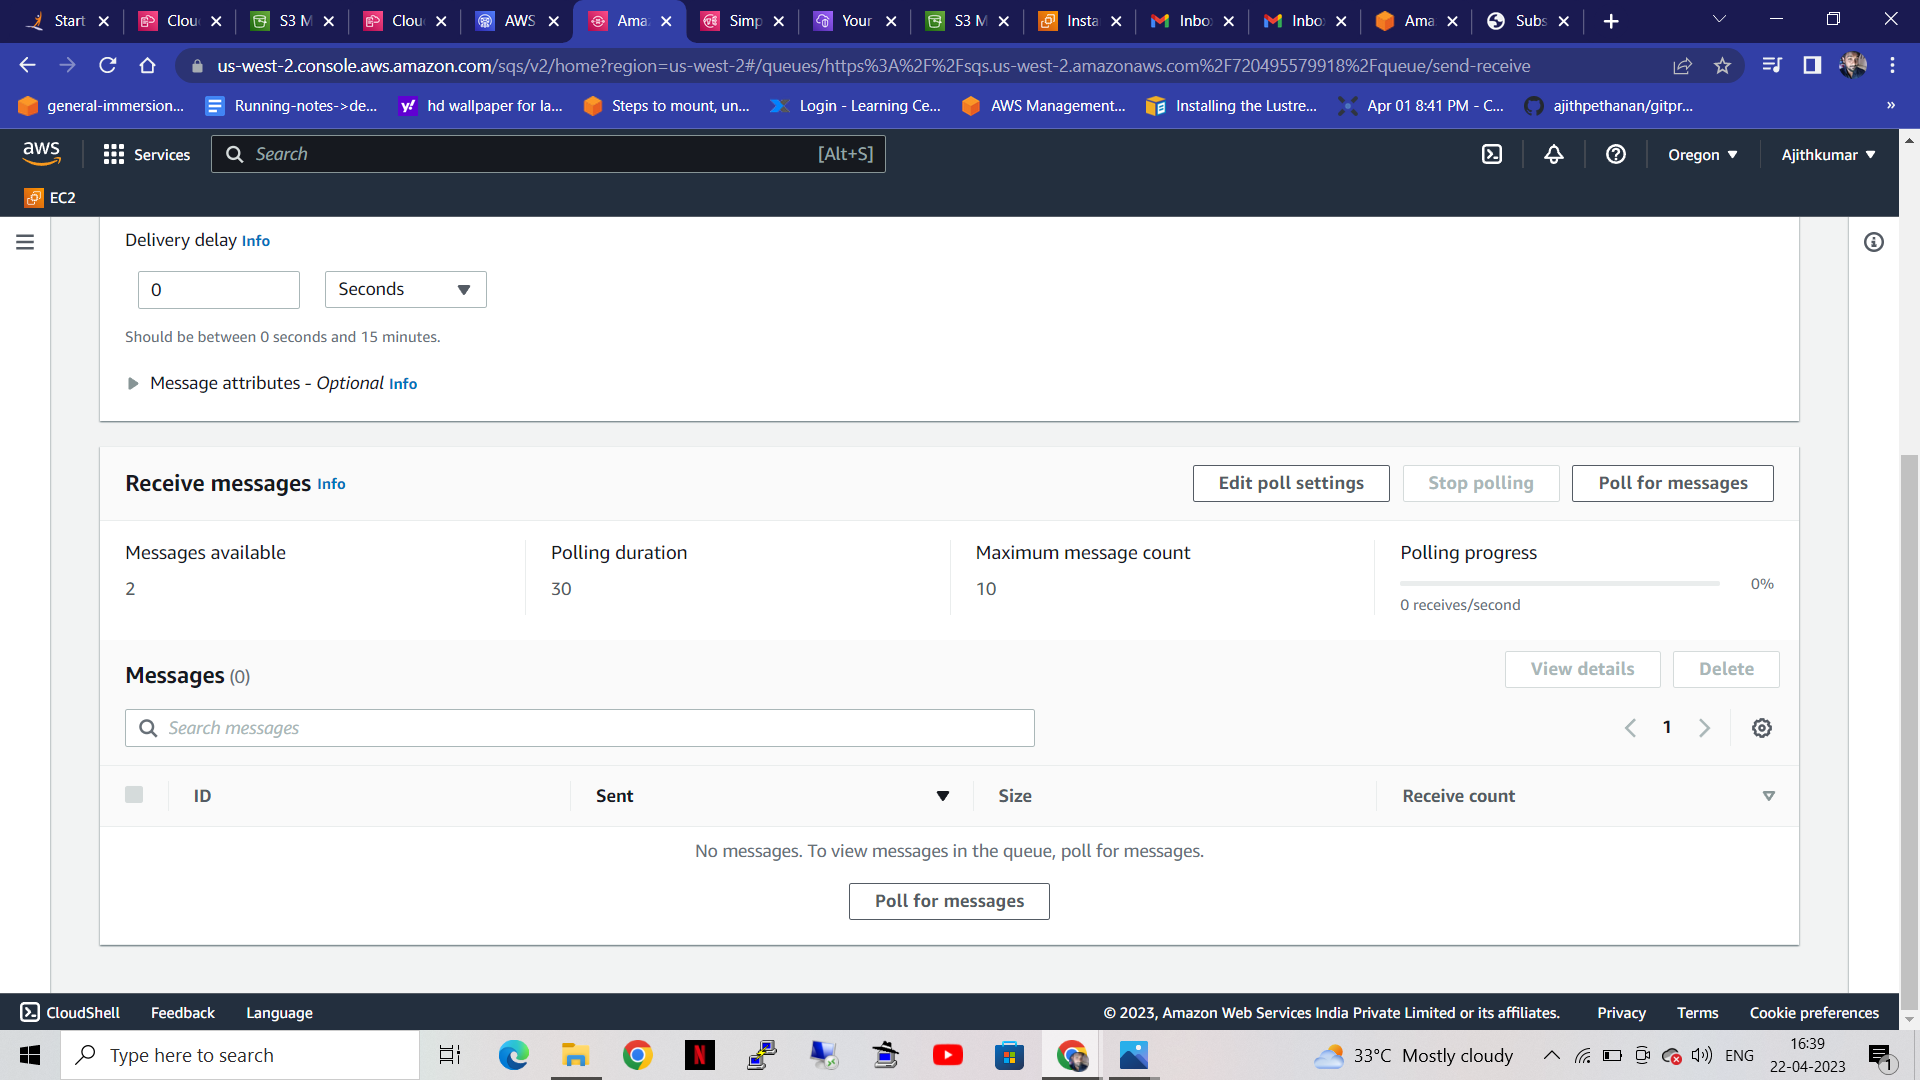 Start
Clou
S3 M
Clou
AWS
Ama
Simp
Your
S3 M
Insta
Inbo
Inbo
Ama
Subs
us-west-2.console.aws.amazon.com/sqs/v2/home?region=us-west-2#/queues/https%3A%2F%2Fsqs.us-west-2.amazonaws.com%2F720495579918%2Fqueue/send-receive
general-immersion...
Running-notes->de...
hd wallpaper for la...
Steps to mount, un...
Login - Learning Ce...
AWS Management...
Installing the Lustre...
Apr 01 8:41 PM - C...
ajithpethanan/gitpr...
»
aws
Services
Search
[Alt+S]
Oregon
Ajithkumar
EC2
Delivery delay Info
0
Seconds
Should be between 0 seconds and 15 minutes.
Message attributes - Optional Info
Receive messages Info
Edit poll settings
Stop polling
Poll for messages
Messages available
Polling duration
Maximum message count
Polling progress
2
30
10
0%
0 receives/second
Messages (0)
View details
Delete
Search messages
1
ID
Sent
Size
Receive count
No messages. To view messages in the queue, poll for messages.
Poll for messages
CloudShell
Feedback
Language
© 2023, Amazon Web Services India Private Limited or its affiliates.
Privacy
Terms
Cookie preferences
Type here to search
N
33°C Mostly cloudy
ENG
16:39
22-04-2023
1